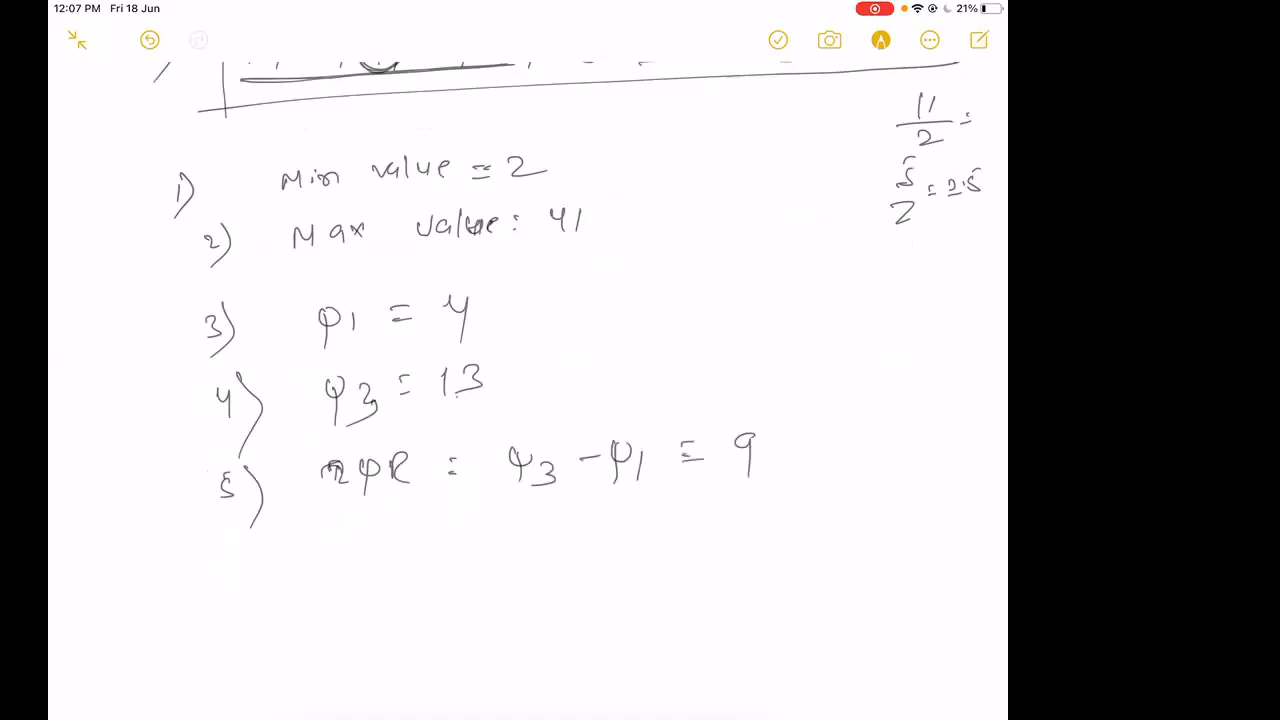 12:07 PM Fri 18 Jun 21%
11/2 =
1) Min value = 2
5/2 = 2.5
2) Max value: 41
3) Q1 = 4
4) Q3 = 13
5) IQR = Q3 - Q1 = 9